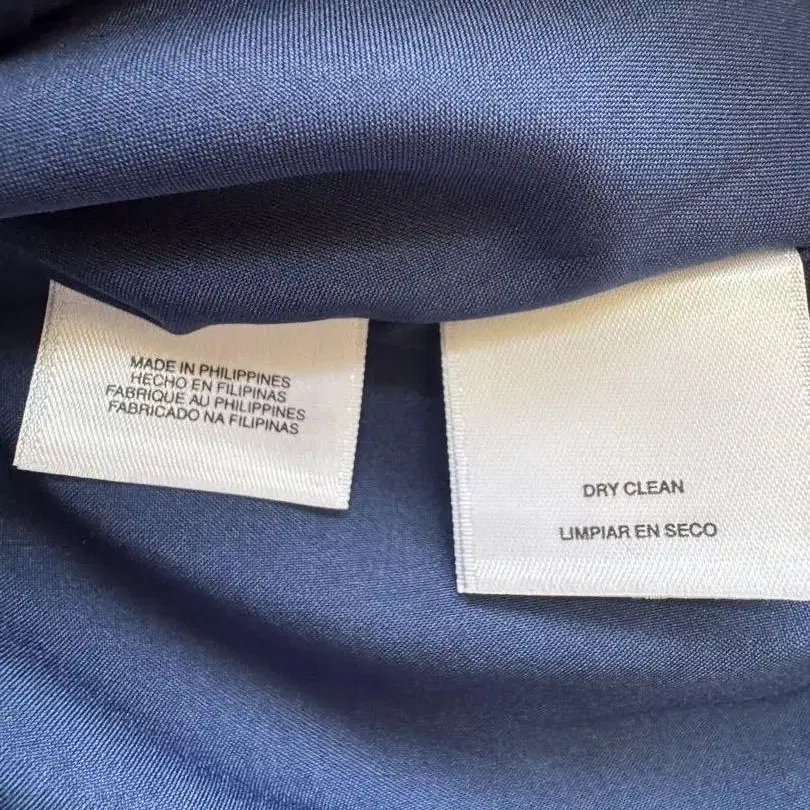 MADE IN PHILIPPINES
HECHO EN FILIPINAS
FABRIQUE AU PHILIPPINES
FABRICADO NA FILIPINAS
DRY CLEAN
LIMPIAR EN SECO